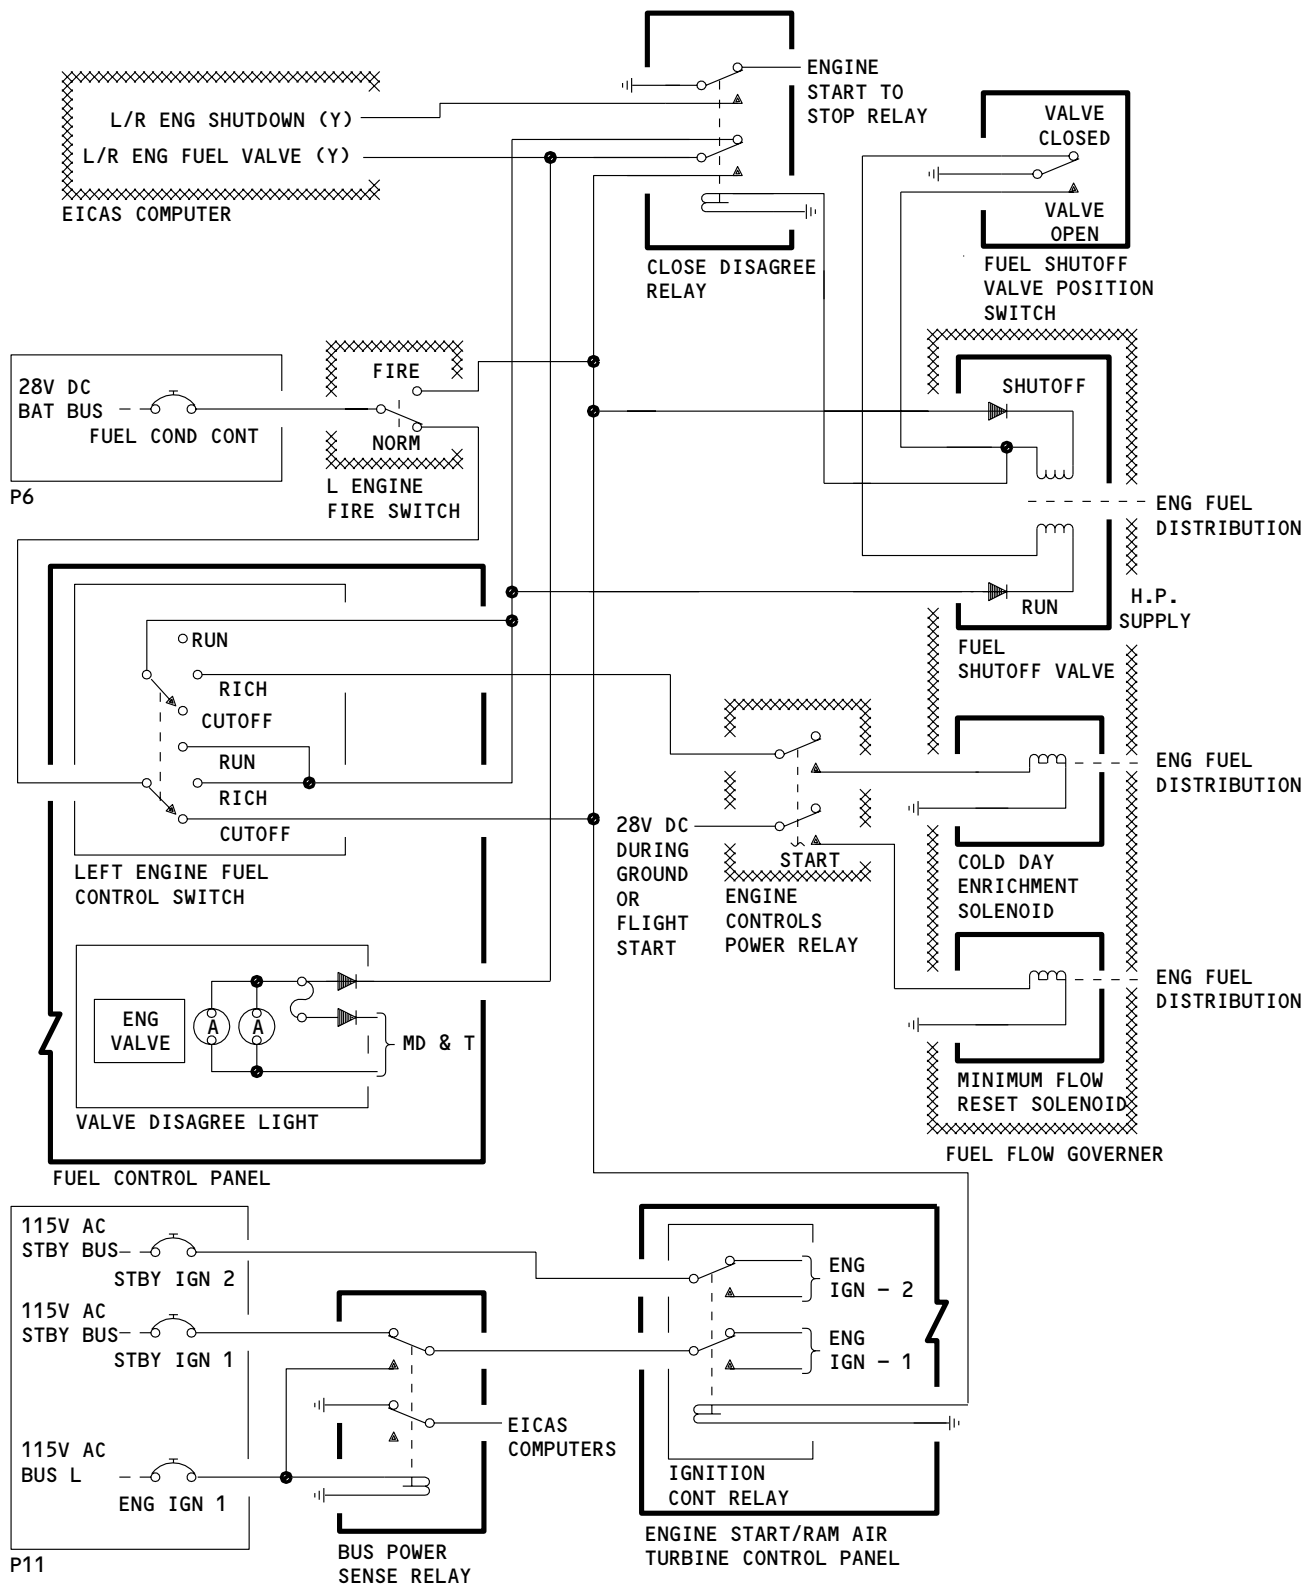 ENGINE
START TO
STOP RELAY
L/R ENG SHUTDOWN (Y)
L/R ENG FUEL VALVE (Y)
EICAS COMPUTER
VALVE
CLOSED
VALVE
OPEN
CLOSE DISAGREE
RELAY
FUEL SHUTOFF
VALVE POSITION
SWITCH
28V DC
BAT BUS
FUEL COND CONT
P6
FIRE
NORM
L ENGINE
FIRE SWITCH
SHUTOFF
ENG FUEL
DISTRIBUTION
RUN
H.P.
SUPPLY
FUEL
SHUTOFF VALVE
RUN
RICH
CUTOFF
RUN
RICH
CUTOFF
LEFT ENGINE FUEL
CONTROL SWITCH
28V DC
DURING
GROUND
OR
FLIGHT
START
START
ENGINE
CONTROLS
POWER RELAY
ENG FUEL
DISTRIBUTION
COLD DAY
ENRICHMENT
SOLENOID
ENG FUEL
DISTRIBUTION
MINIMUM FLOW
RESET SOLENOID
FUEL FLOW GOVERNER
ENG
VALVE
A
A
MD & T
VALVE DISAGREE LIGHT
FUEL CONTROL PANEL
115V AC
STBY BUS
STBY IGN 2
115V AC
STBY BUS
STBY IGN 1
115V AC
BUS L
ENG IGN 1
P11
EICAS
COMPUTERS
BUS POWER
SENSE RELAY
ENG
IGN - 2
ENG
IGN - 1
IGNITION
CONT RELAY
ENGINE START/RAM AIR
TURBINE CONTROL PANEL